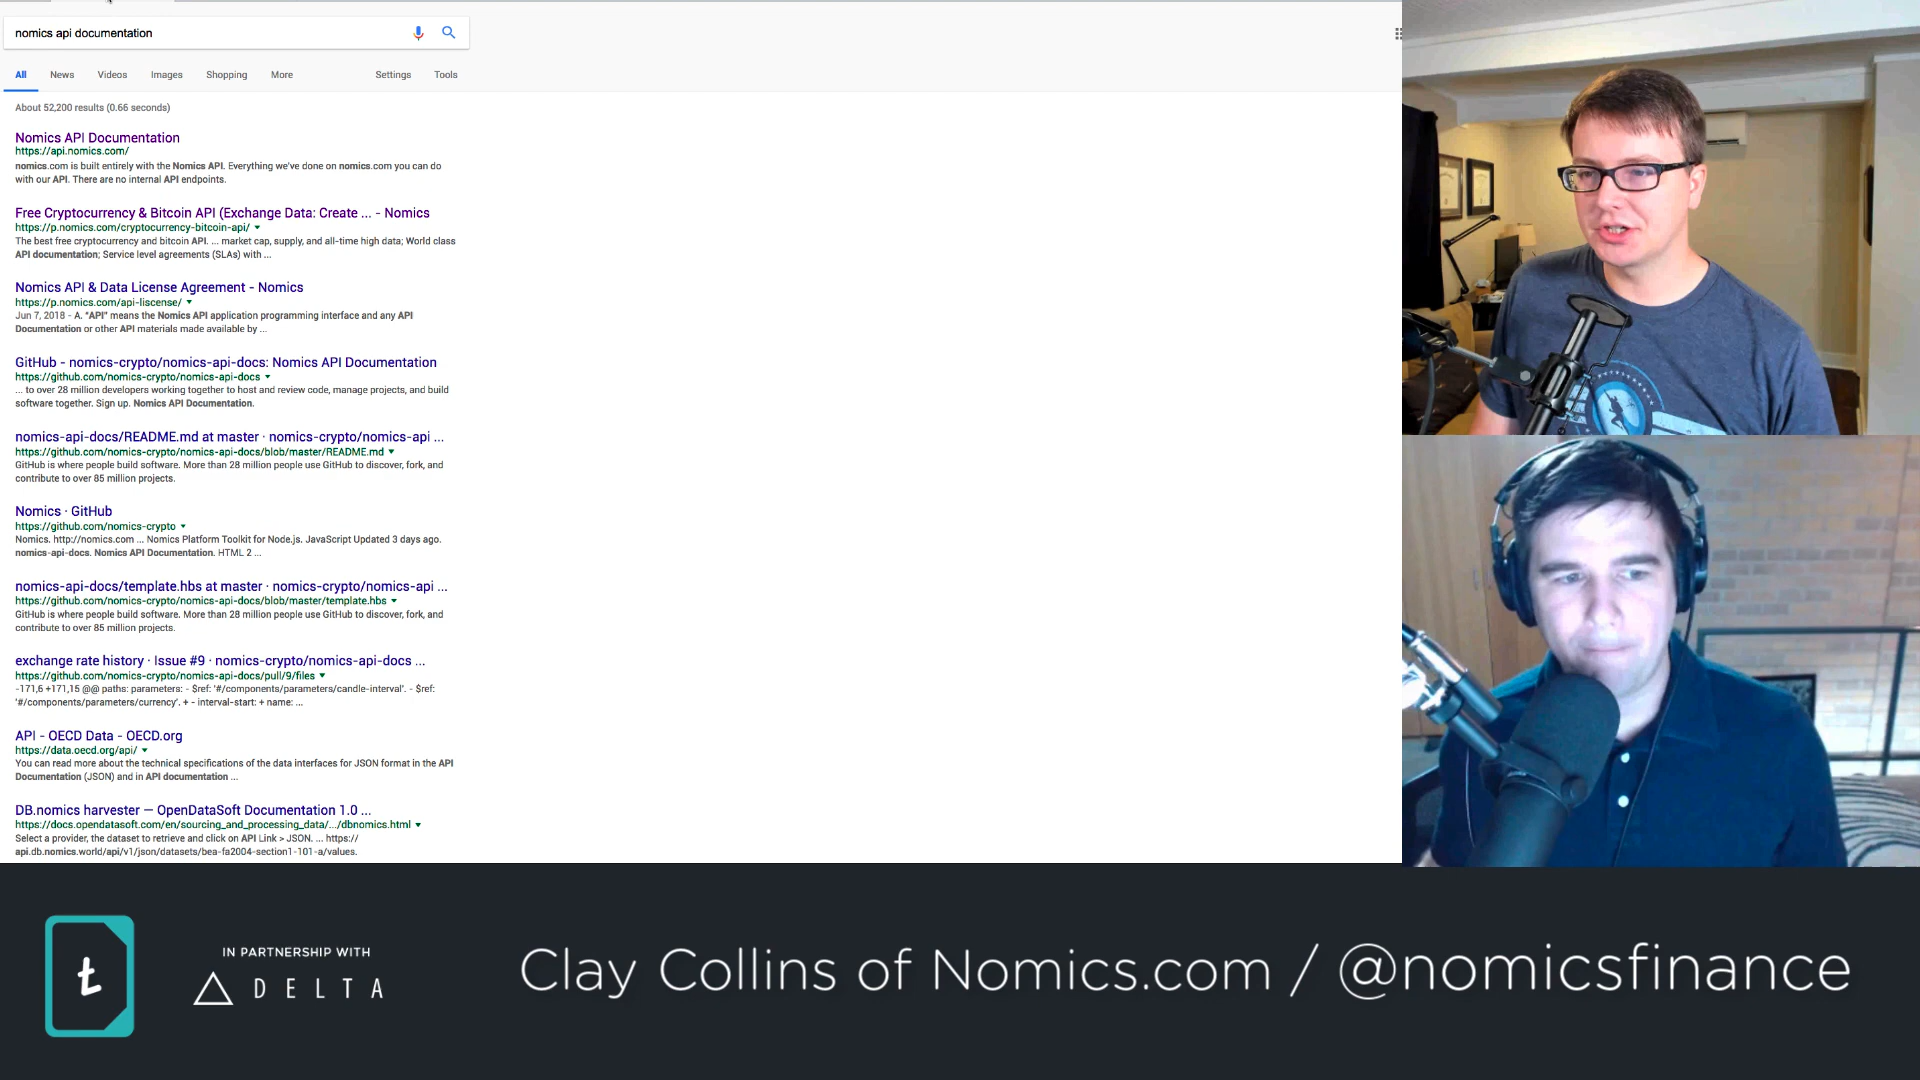 nomics api documentation
All News Videos Images Shopping More Settings Tools
About 52,200 results (0.66 seconds)
Nomics API Documentation
https://api.nomics.com/
nomics.com is built entirely with the Nomics API. Everything we've done on nomics.com you can do
with our API. There are no internal API endpoints.
Free Cryptocurrency & Bitcoin API (Exchange Data: Create ... - Nomics
https://p.nomics.com/cryptocurrency-bitcoin-api/
The best free cryptocurrency and bitcoin API. ... market cap, supply, and all-time high data; World class
API documentation; Service level agreements (SLAs) with ...
Nomics API & Data License Agreement - Nomics
https://p.nomics.com/api-liscense/
Jun 7, 2018 - A. "API" means the Nomics API application programming interface and any API
Documentation or other API materials made available by ...
GitHub - nomics-crypto/nomics-api-docs: Nomics API Documentation
https://github.com/nomics-crypto/nomics-api-docs
... to over 28 million developers working together to host and review code, manage projects, and build
software together. Sign up. Nomics API Documentation.
nomics-api-docs/README.md at master · nomics-crypto/nomics-api ...
https://github.com/nomics-crypto/nomics-api-docs/blob/master/README.md
GitHub is where people build software. More than 28 million people use GitHub to discover, fork, and
contribute to over 85 million projects.
Nomics · GitHub
https://github.com/nomics-crypto
Nomics. http://nomics.com ... Nomics Platform Toolkit for Node.js. JavaScript Updated 3 days ago.
nomics-api-docs. Nomics API Documentation. HTML 2 ...
nomics-api-docs/template.hbs at master · nomics-crypto/nomics-api ...
https://github.com/nomics-crypto/nomics-api-docs/blob/master/template.hbs
GitHub is where people build software. More than 28 million people use GitHub to discover, fork, and
contribute to over 85 million projects.
exchange rate history · Issue #9 · nomics-crypto/nomics-api-docs ...
https://github.com/nomics-crypto/nomics-api-docs/pull/9/files
-171,6 +171,15 @@ paths: parameters: - $ref: '#/components/parameters/candle-interval'. - $ref:
'#/components/parameters/currency'. + - interval-start: + name: ...
API - OECD Data - OECD.org
https://data.oecd.org/api/
You can read more about the technical specifications of the data interfaces for JSON format in the API
Documentation (JSON) and in API documentation ...
DB.nomics harvester — OpenDataSoft Documentation 1.0 ...
https://docs.opendatasoft.com/en/sourcing_and_processing_data/.../dbnomics.html
Select a provider, the dataset to retrieve and click on API Link > JSON. ... https://
api.db.nomics.world/api/v1/json/datasets/bea-fa2004-section1-101-a/values.
IN PARTNERSHIP WITH
DELTA
Clay Collins of Nomics.com / @nomicsfinance